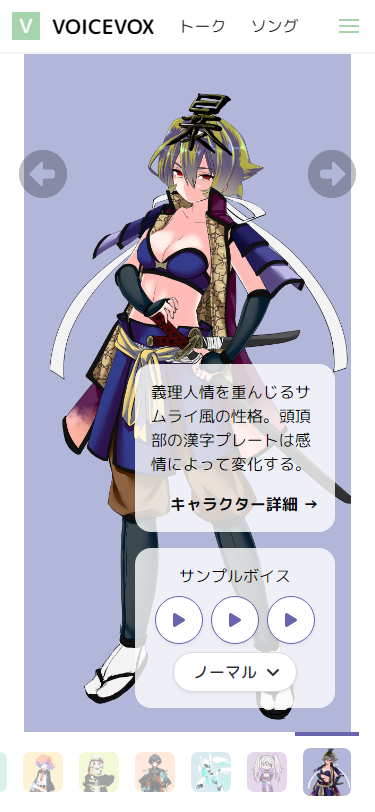 V VOICEVOX トーク ソング
暴
義理人情を重んじるサ
ムライ風の性格。頭頂
部の漢字プレートは感
情によって変化する。
キャラクター詳細 →
サンプルボイス
ノーマル